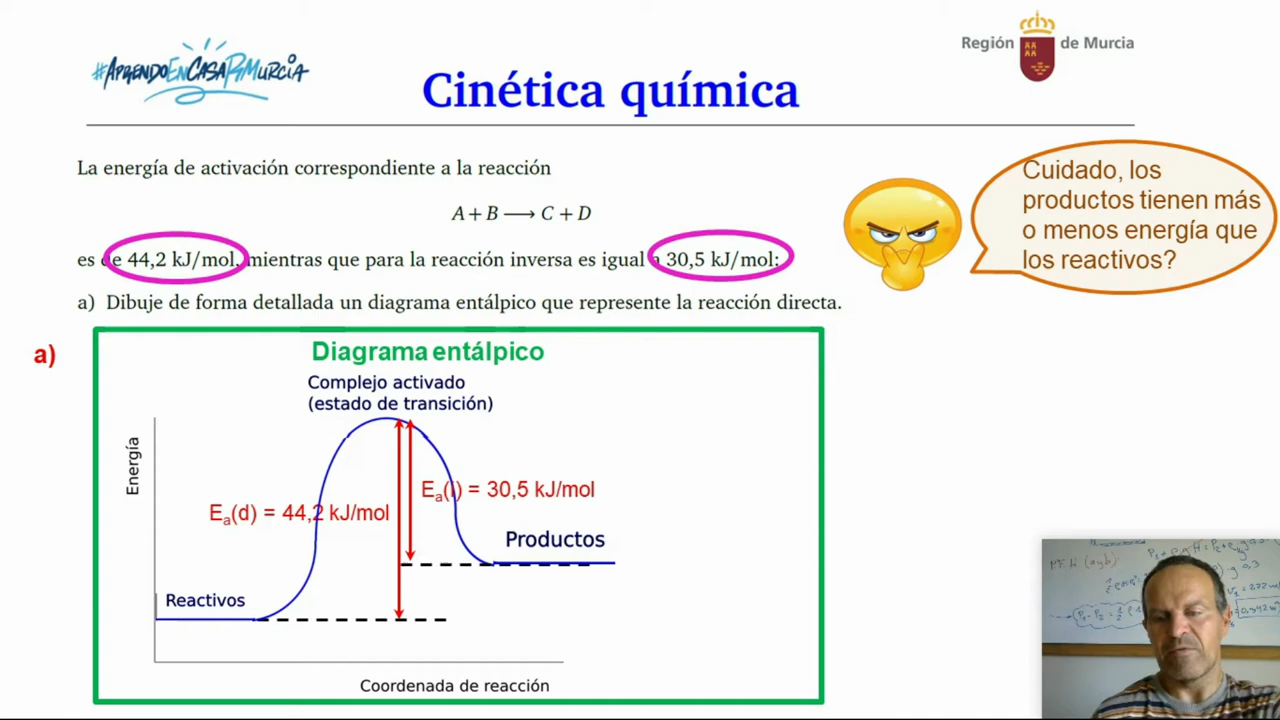 #APRENDOENCASARMURCIA
Región de Murcia
Cinética química
La energía de activación correspondiente a la reacción
A + B ⟶ C + D
es de 44,2 kJ/mol, mientras que para la reacción inversa es igual a 30,5 kJ/mol:
a) Dibuje de forma detallada un diagrama entálpico que represente la reacción directa.
Cuidado, los
productos tienen más
o menos energía que
los reactivos?
a)
Diagrama entálpico
Complejo activado
(estado de transición)
Energía
Eₐ(i) = 30,5 kJ/mol
Eₐ(d) = 44,2 kJ/mol
Productos
Reactivos
Coordenada de reacción